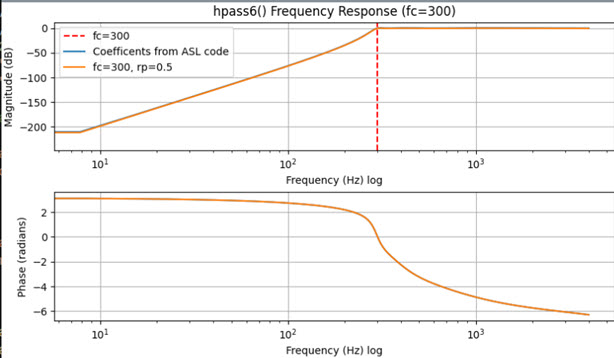 hpass6() Frequency Response (fc=300)
Magnitude (dB)
0
−50
−100
−150
−200
fc=300
Coefficents from ASL code
fc=300, rp=0.5
10¹
10²
10³
Frequency (Hz) log
Phase (radians)
2
0
−2
−4
−6
10¹
10²
10³
Frequency (Hz) log